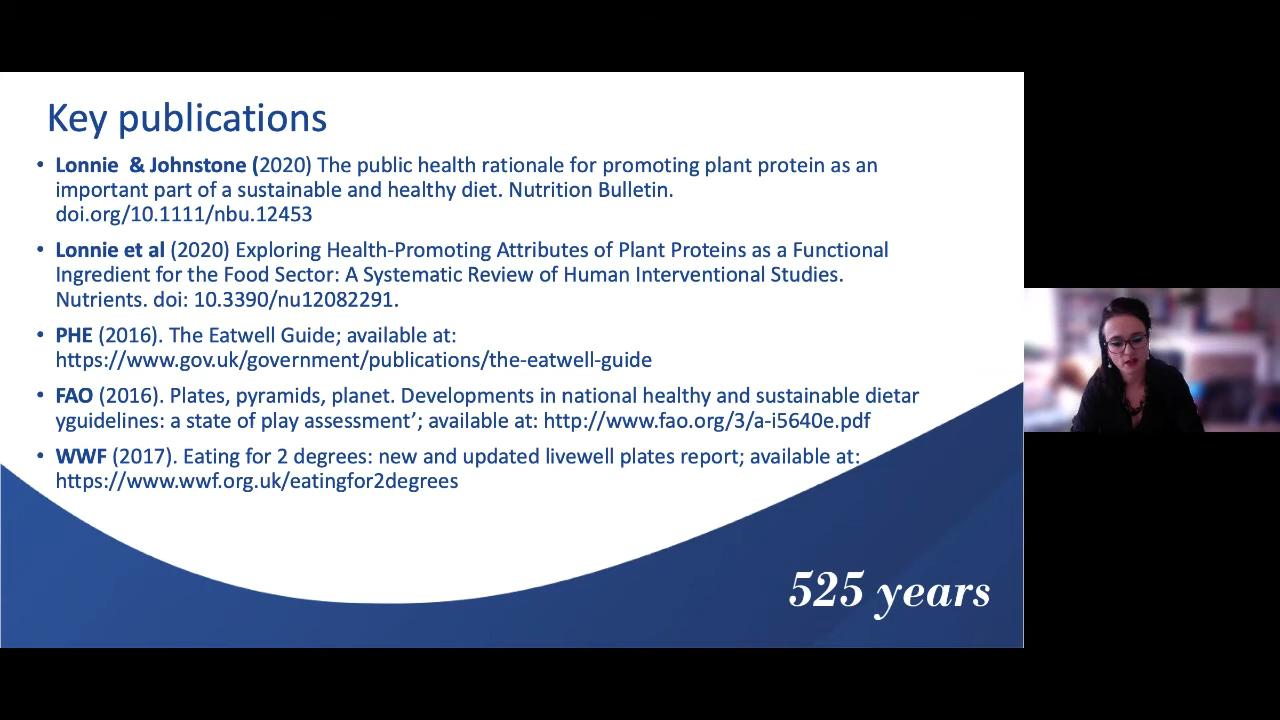 Key publications
• Lonnie & Johnstone (2020) The public health rationale for promoting plant protein as an
important part of a sustainable and healthy diet. Nutrition Bulletin.
doi.org/10.1111/nbu.12453
• Lonnie et al (2020) Exploring Health-Promoting Attributes of Plant Proteins as a Functional
Ingredient for the Food Sector: A Systematic Review of Human Interventional Studies.
Nutrients. doi: 10.3390/nu12082291.
• PHE (2016). The Eatwell Guide; available at:
https://www.gov.uk/government/publications/the-eatwell-guide
• FAO (2016). Plates, pyramids, planet. Developments in national healthy and sustainable dietar
yguidelines: a state of play assessment’; available at: http://www.fao.org/3/a-i5640e.pdf
• WWF (2017). Eating for 2 degrees: new and updated livewell plates report; available at:
https://www.wwf.org.uk/eatingfor2degrees
525 years